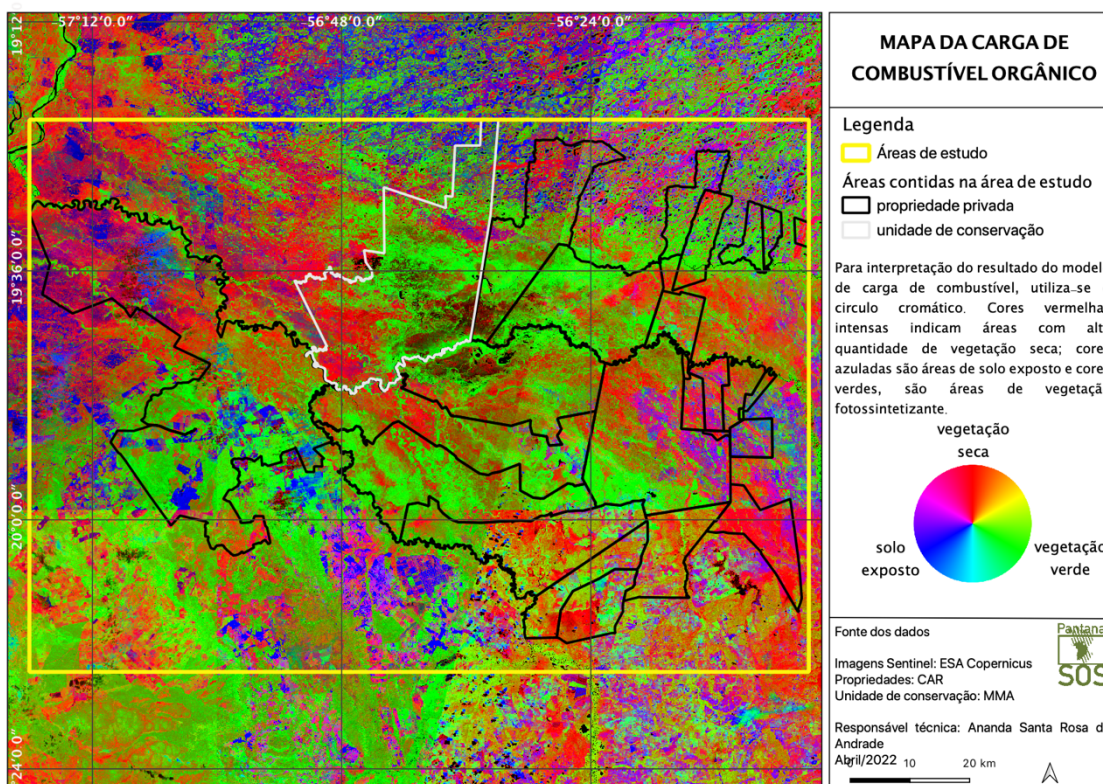 57°12'0.0"
-56°48'0.0"
-56°24'0.0"
-19°36'0.0"
20°0'0.0"
24'0.0"
MAPA DA CARGA DE
COMBUSTÍVEL ORGÂNICO
Legenda
Áreas de estudo
Áreas contidas na área de estudo
propriedade privada
unidade de conservação
Para interpretação do resultado do model
de carga de combustível, utiliza-se
circulo cromático. Cores vermelha
intensas indicam áreas com alt
quantidade de vegetação seca; core
azuladas são áreas de solo exposto e core
verdes, são áreas de vegetaçã
fotossintetizante.
vegetação
seca
solo
exposto
vegetação
verde
Fonte dos dados
Pantana
SOS
Imagens Sentinel: ESA Copernicus
Propriedades: CAR
Unidade de conservação: MMA
Responsável técnica: Ananda Santa Rosa d
Andrade
Abril/2022
10 20 km